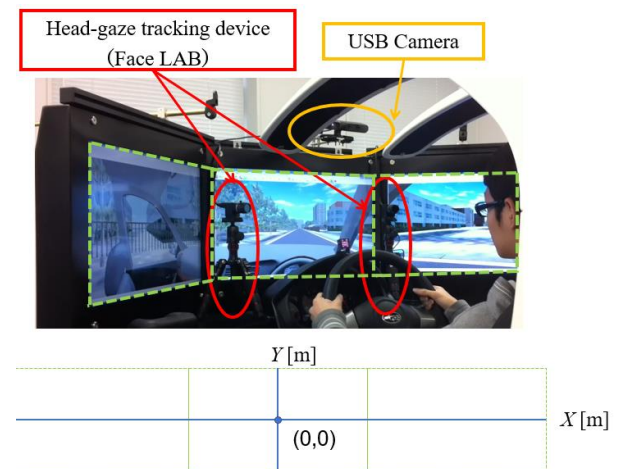 Head-gaze tracking device
(Face LAB)
USB Camera
Y [m]
X [m]
(0,0)